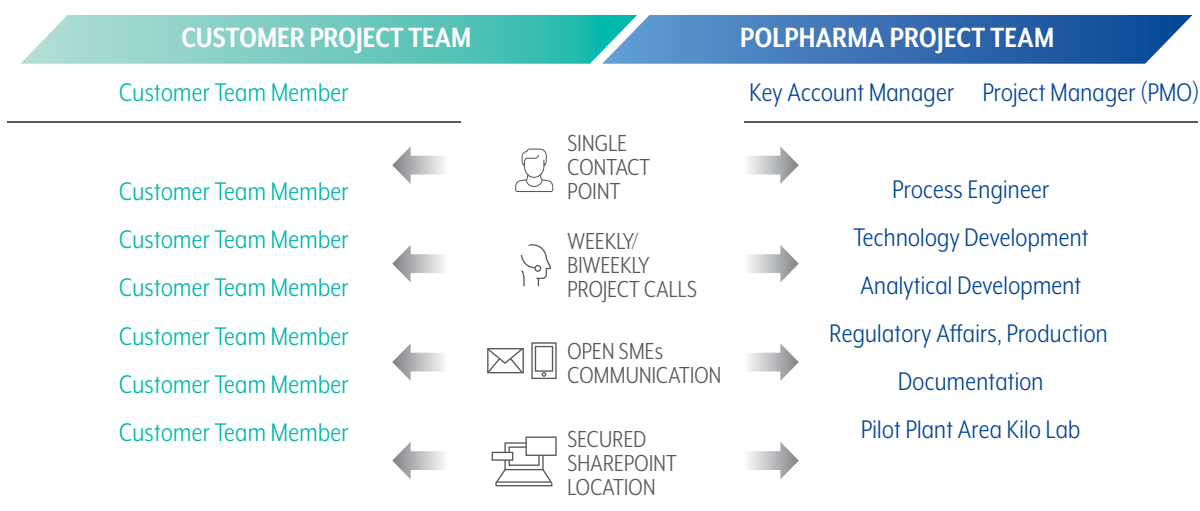 CUSTOMER PROJECT TEAM
POLPHARMA PROJECT TEAM
Customer Team Member
Key Account Manager
Project Manager (PMO)
SINGLE
CONTACT
POINT
Customer Team Member
Process Engineer
Customer Team Member
WEEKLY/
BIWEEKLY
PROJECT CALLS
Technology Development
Customer Team Member
Analytical Development
Customer Team Member
Regulatory Affairs, Production
OPEN SMEs
COMMUNICATION
Customer Team Member
Documentation
Customer Team Member
Pilot Plant Area Kilo Lab
SECURED
SHAREPOINT
LOCATION